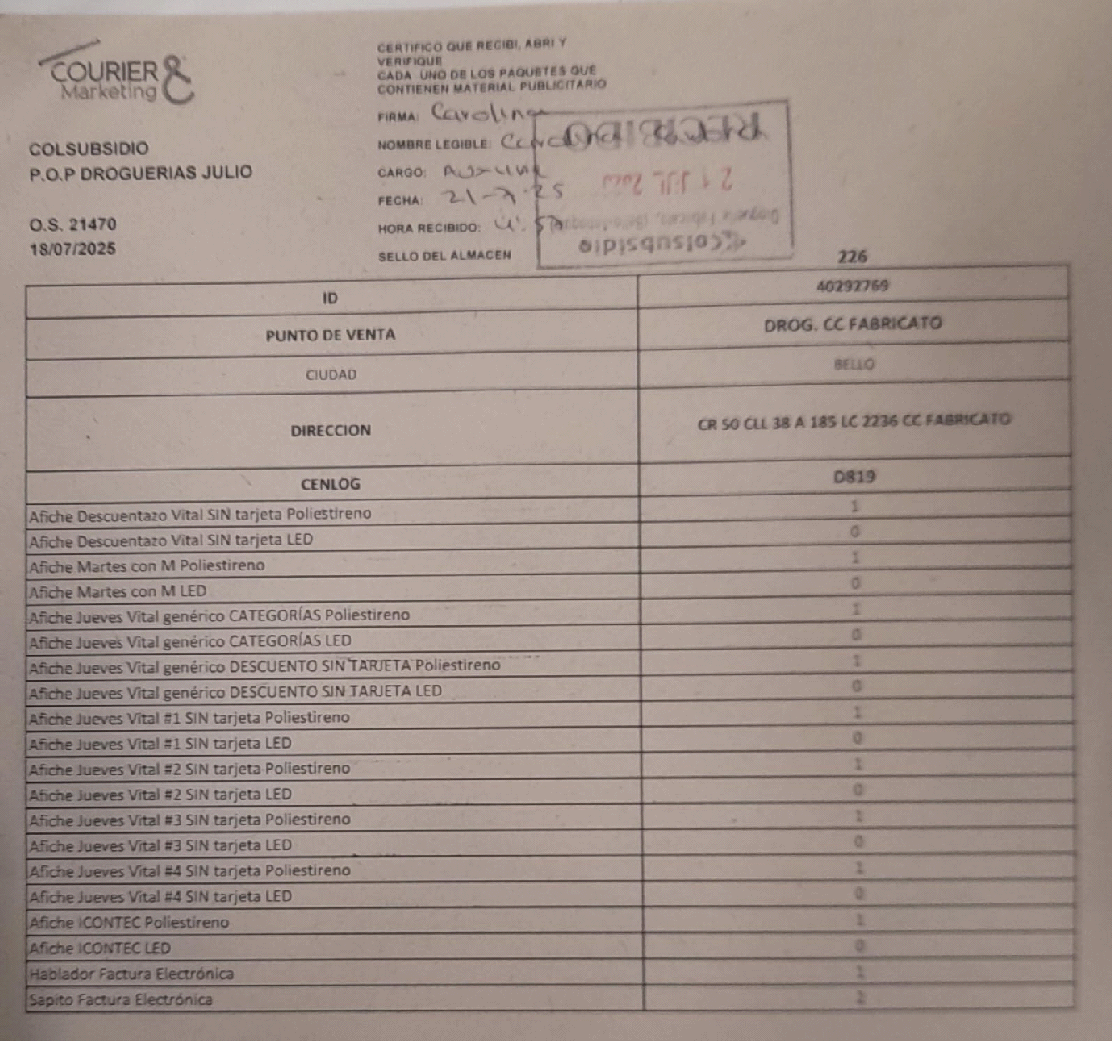 COURIER &
Marketing
COLSUBSIDIO
P.O.P DROGUERIAS JULIO
O.S. 21470
18/07/2025
CERTIFICO QUE RECIBI, ABRI Y
VERIFIQUE
CADA UNO DE LOS PAQUETES QUE
CONTIENEN MATERIAL PUBLICITARIO
FIRMA: Carolina
NOMBRE LEGIBLE:
CARGO:
FECHA: 21-7-25
HORA RECIBIDO:
SELLO DEL ALMACEN
RECIBIDO
21 JUL
Colsubsidio
226
ID 40292769
PUNTO DE VENTA DROG. CC FABRICATO
CIUDAD BELLO
DIRECCION CR 50 CLL 38 A 185 LC 2236 CC FABRICATO
CENLOG D819
Afiche Descuentazo Vital SIN tarjeta Poliestireno 1
Afiche Descuentazo Vital SIN tarjeta LED 0
Afiche Martes con M Poliestireno 1
Afiche Martes con M LED 0
Afiche Jueves Vital genérico CATEGORÍAS Poliestireno 1
Afiche Jueves Vital genérico CATEGORÍAS LED 0
Afiche Jueves Vital genérico DESCUENTO SIN TARJETA Poliestireno 1
Afiche Jueves Vital genérico DESCUENTO SIN TARJETA LED 0
Afiche Jueves Vital #1 SIN tarjeta Poliestireno 1
Afiche Jueves Vital #1 SIN tarjeta LED 0
Afiche Jueves Vital #2 SIN tarjeta Poliestireno 1
Afiche Jueves Vital #2 SIN tarjeta LED 0
Afiche Jueves Vital #3 SIN tarjeta Poliestireno 1
Afiche Jueves Vital #3 SIN tarjeta LED 0
Afiche Jueves Vital #4 SIN tarjeta Poliestireno 1
Afiche Jueves Vital #4 SIN tarjeta LED 0
Afiche ICONTEC Poliestireno 1
Afiche ICONTEC LED 0
Hablador Factura Electrónica 1
Sapito Factura Electrónica